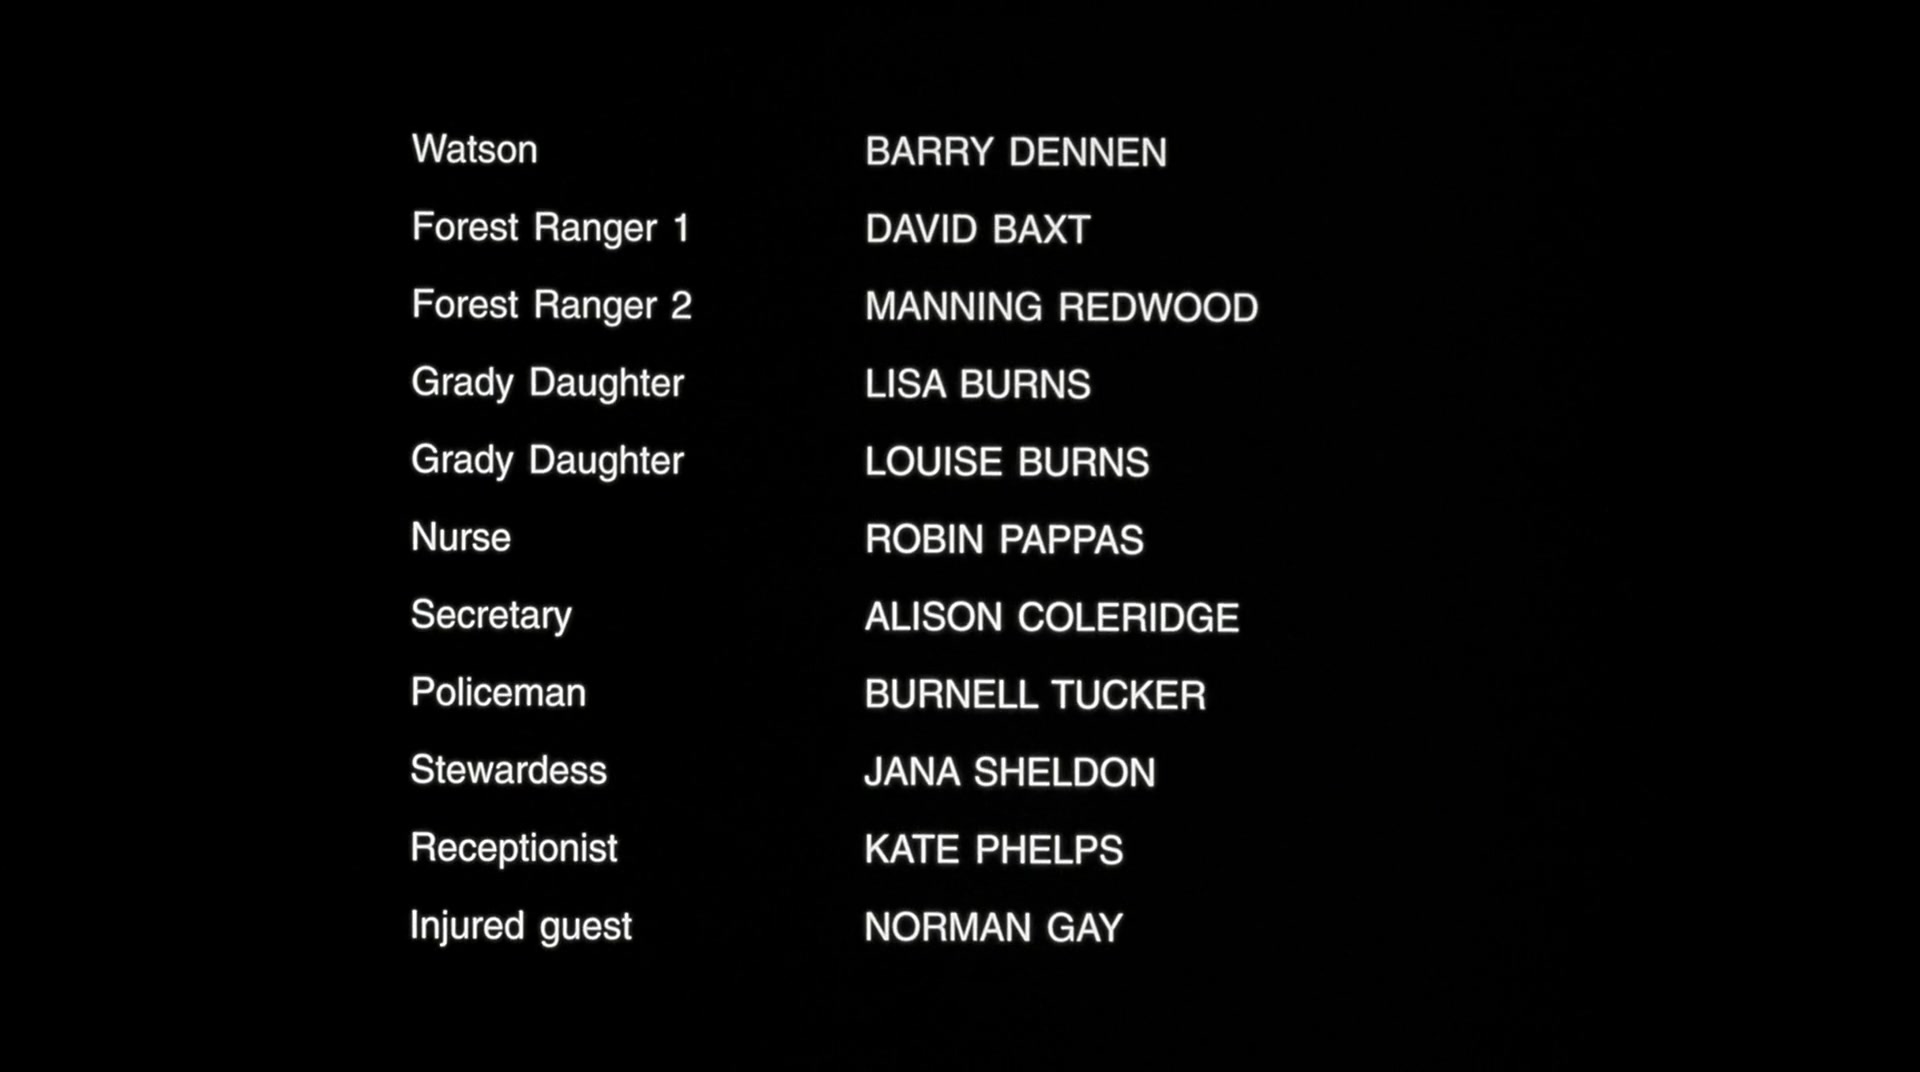 Watson BARRY DENNEN
Forest Ranger 1 DAVID BAXT
Forest Ranger 2 MANNING REDWOOD
Grady Daughter LISA BURNS
Grady Daughter LOUISE BURNS
Nurse ROBIN PAPPAS
Secretary ALISON COLERIDGE
Policeman BURNELL TUCKER
Stewardess JANA SHELDON
Receptionist KATE PHELPS
Injured guest NORMAN GAY